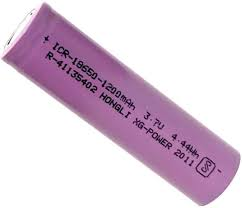 + ICR-18650-1200mAh 3.7V 4.44Wh
R-41135402 HONGLI XG-POWER 2011